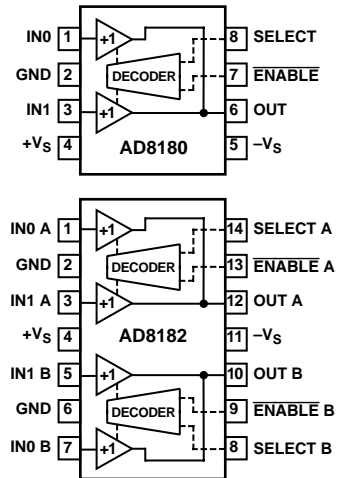 IN0 1 +1 8 SELECT
GND 2 DECODER 7 ENABLE
IN1 3 +1 6 OUT
+VS 4 AD8180 5 –VS
IN0 A 1 +1 14 SELECT A
GND 2 DECODER 13 ENABLE A
IN1 A 3 +1 12 OUT A
+VS 4 AD8182 11 –VS
IN1 B 5 +1 10 OUT B
GND 6 DECODER 9 ENABLE B
IN0 B 7 +1 8 SELECT B